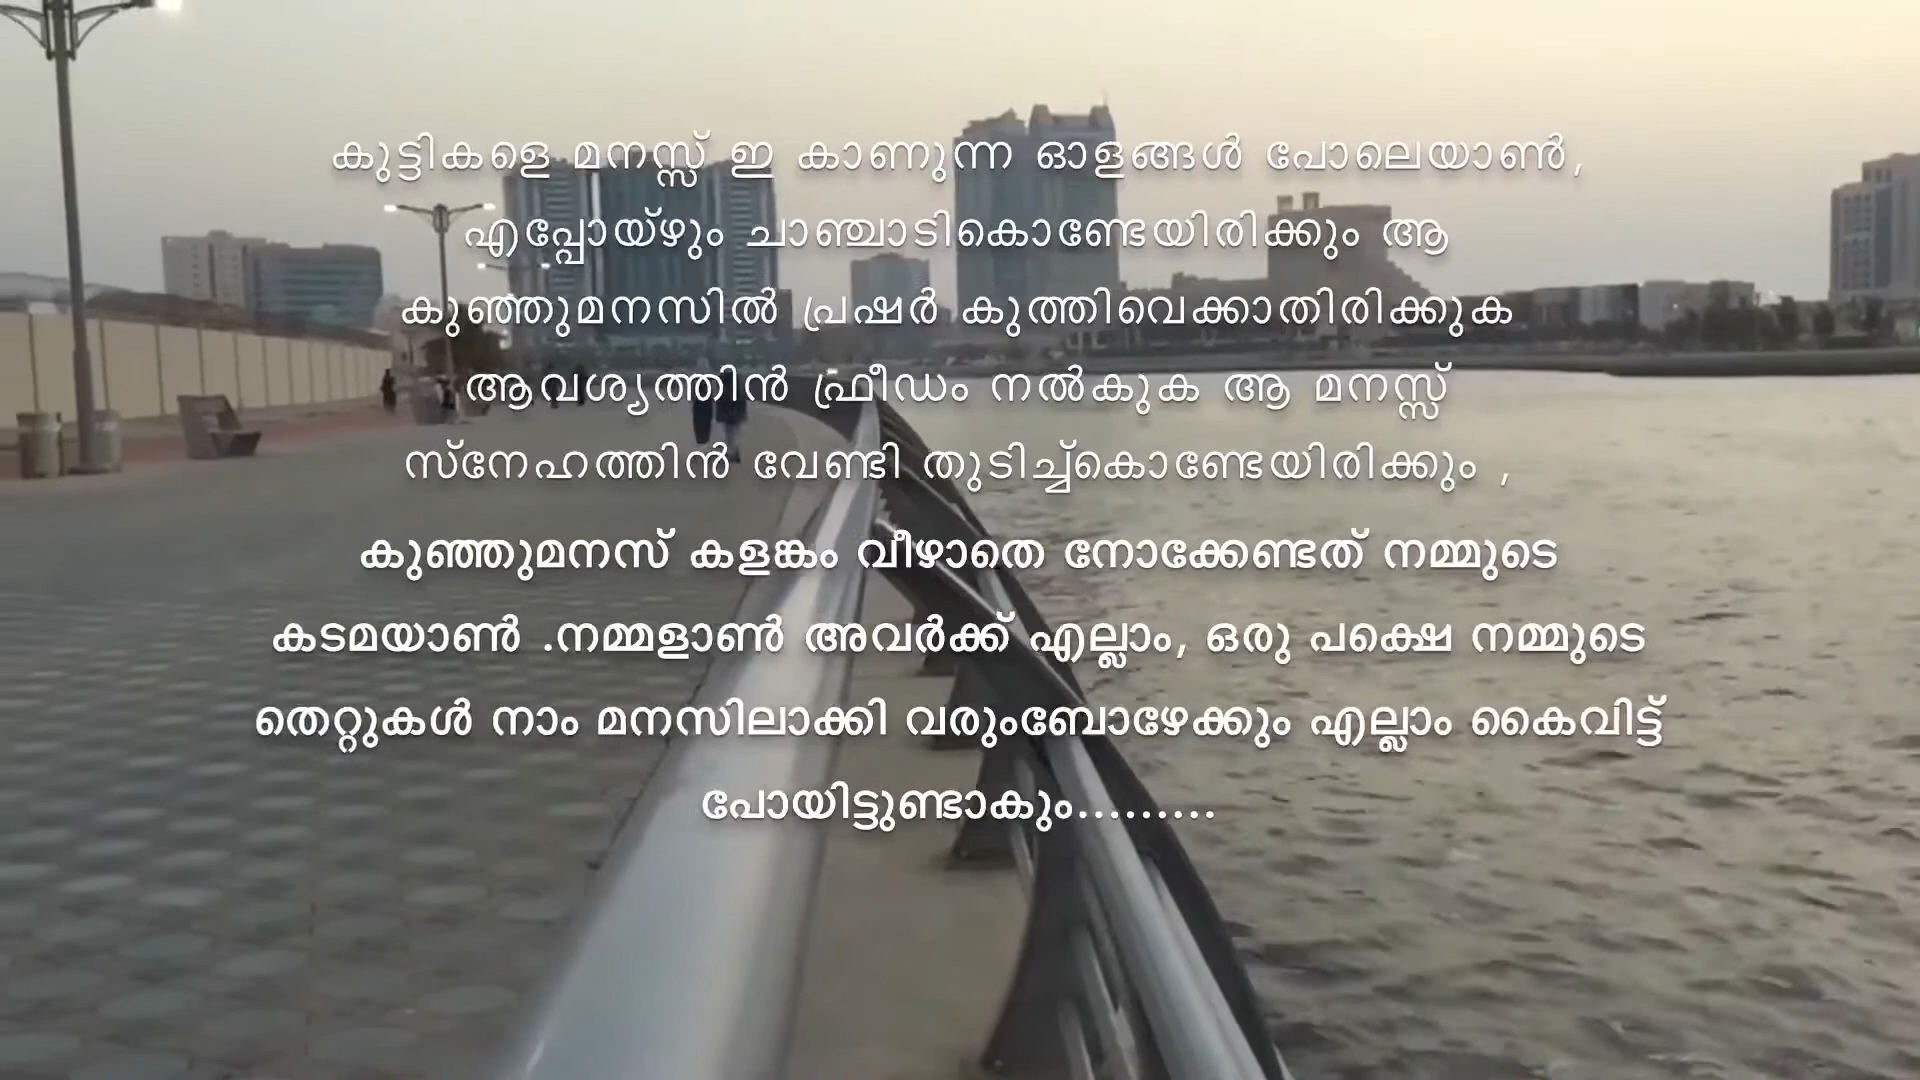 കുട്ടികളെ മനസ്സ് ഇ കാണുന്ന ഓളങ്ങൾ പോലെയാൺ,
എപ്പോയ്ഴും ചാഞ്ചാടികൊണ്ടേയിരിക്കും ആ
കുഞ്ഞുമനസിൽ പ്രഷർ കുത്തിവെക്കാതിരിക്കുക
ആവശ്യത്തിൻ ഫ്രീഡം നൽകുക ആ മനസ്സ്
സ്നേഹത്തിൻ വേണ്ടി തുടിച്ച്കൊണ്ടേയിരിക്കും ,
കുഞ്ഞുമനസ് കളങ്കം വീഴാതെ നോക്കേണ്ടത് നമ്മുടെ
കടമയാൺ .നമ്മളാൺ അവർക്ക് എല്ലാം, ഒരു പക്ഷെ നമ്മുടെ
തെറ്റുകൾ നാം മനസിലാക്കി വരുംബോഴേക്കും എല്ലാം കൈവിട്ട്
പോയിട്ടുണ്ടാകും.........